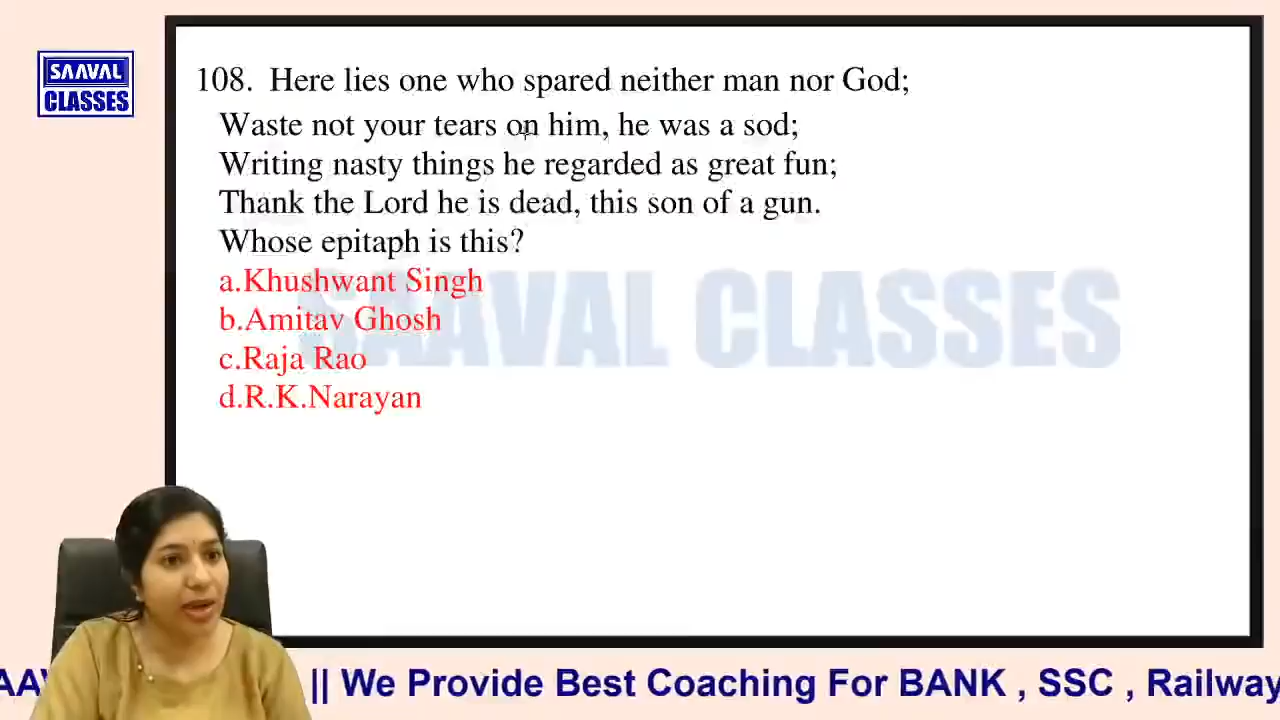 SAAVAL
CLASSES
108. Here lies one who spared neither man nor God;
Waste not your tears on him, he was a sod;
Writing nasty things he regarded as great fun;
Thank the Lord he is dead, this son of a gun.
Whose epitaph is this?
a.Khushwant Singh
b.Amitav Ghosh
c.Raja Rao
d.R.K.Narayan
SAAVAL CLASSES
|| We Provide Best Coaching For BANK , SSC , Railway